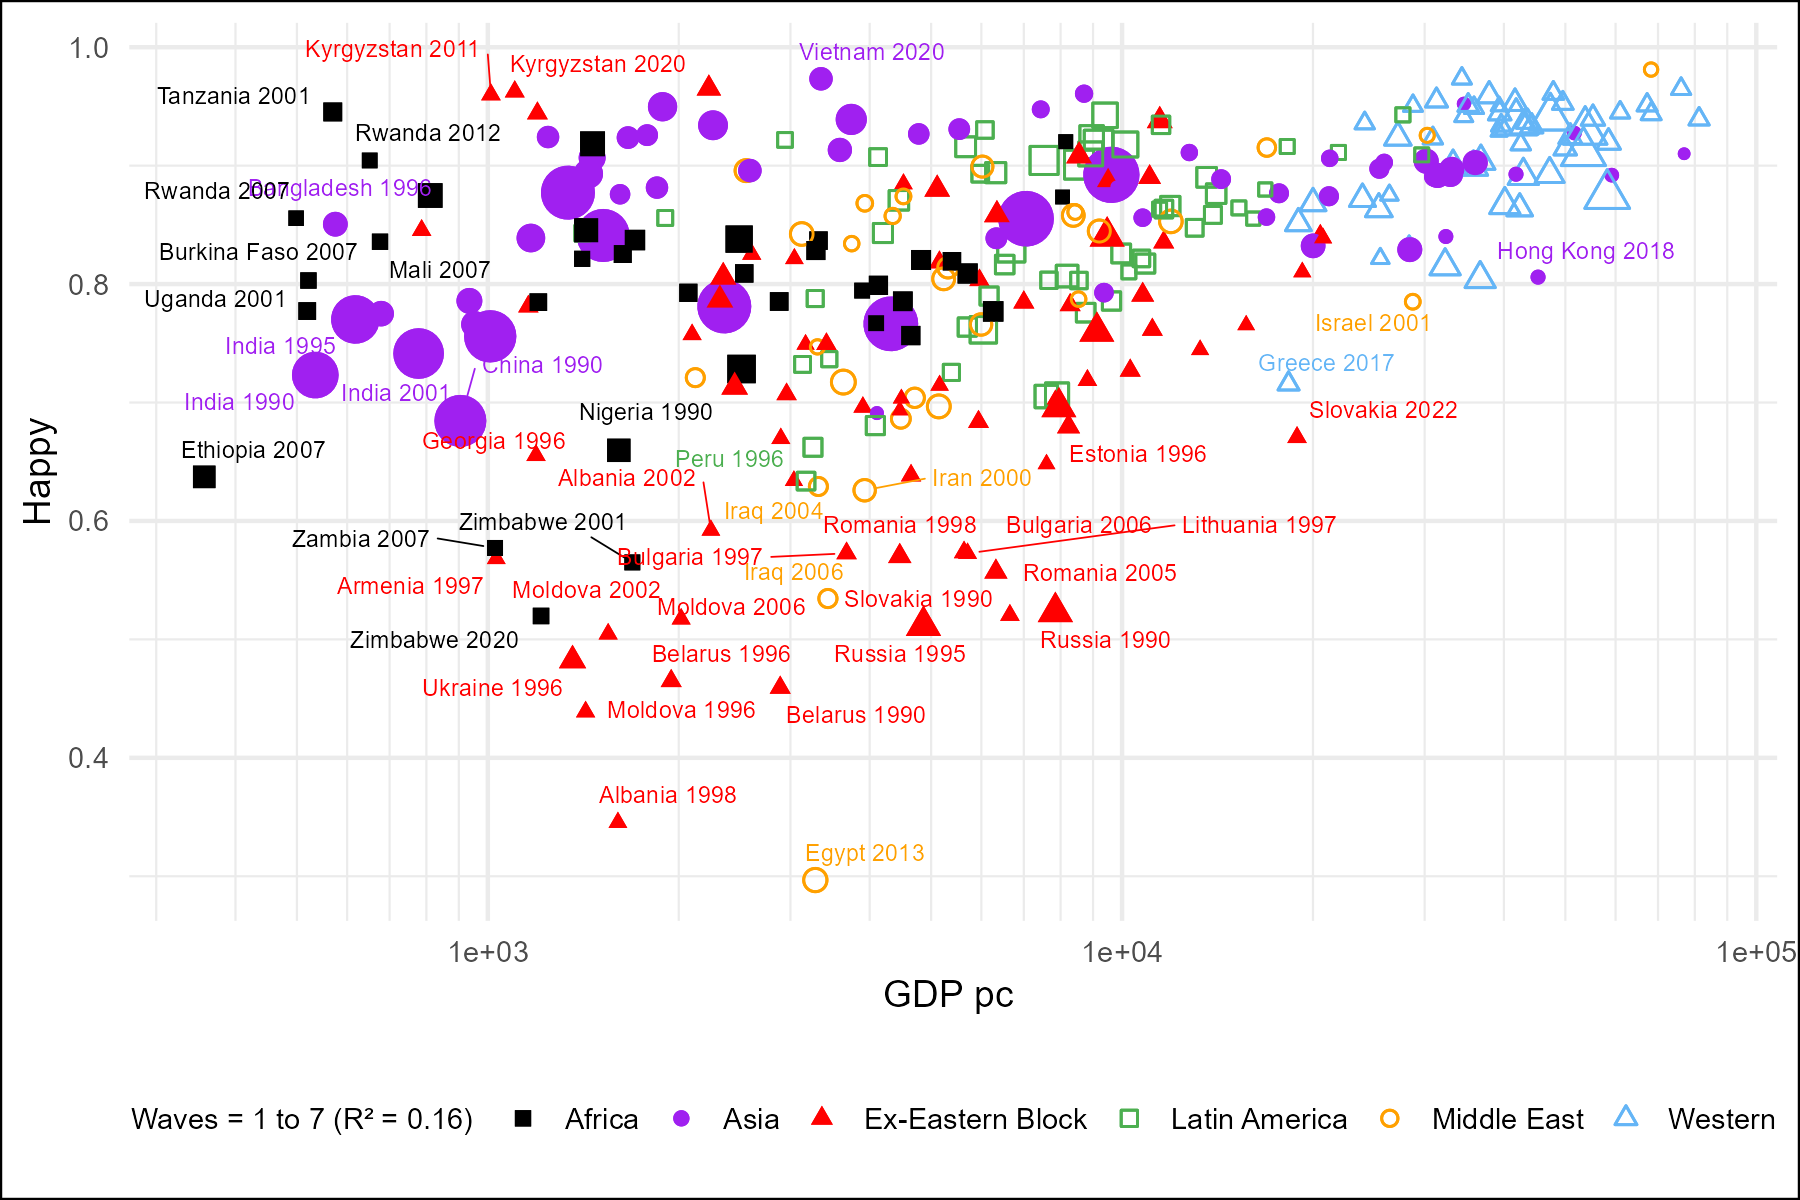 1.0
0.8
0.6
0.4
Happy
Kyrgyzstan 2011
Vietnam 2020
Kyrgyzstan 2020
Tanzania 2001
Rwanda 2012
Rwanda 2007
Bangladesh 1996
Burkina Faso 2007
Hong Kong 2018
Mali 2007
Uganda 2001
Israel 2001
India 1995
China 1990
Greece 2017
India 2001
India 1990
Nigeria 1990
Slovakia 2022
Georgia 1996
Ethiopia 2007
Peru 1996
Estonia 1996
Albania 2002
Iran 2000
Iraq 2004
Zimbabwe 2001
Romania 1998
Bulgaria 2006
Lithuania 1997
Zambia 2007
Bulgaria 1997
Iraq 2006
Romania 2005
Armenia 1997
Moldova 2002
Slovakia 1990
Moldova 2006
Zimbabwe 2020
Russia 1990
Belarus 1996
Russia 1995
Ukraine 1996
Moldova 1996
Belarus 1990
Albania 1998
Egypt 2013
1e+03
1e+04
1e+05
GDP pc
Waves = 1 to 7 (R² = 0.16)
Africa
Asia
Ex-Eastern Block
Latin America
Middle East
Western